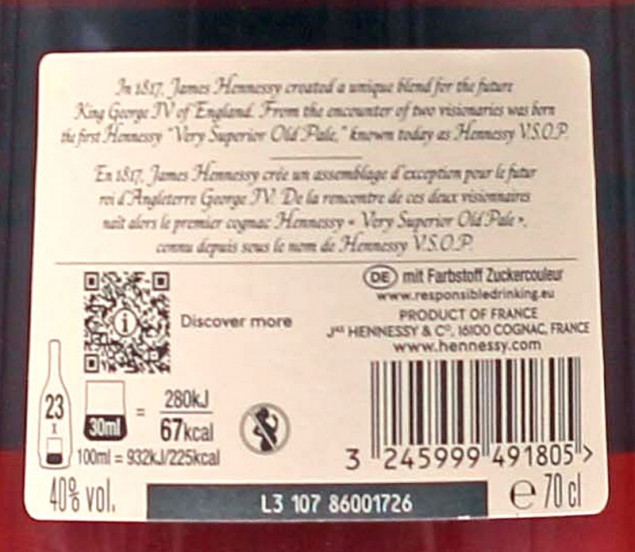 In 1817, James Hennessy created a unique blend for the future
King George IV of England. From the encounter of two visionaries was born
the first Hennessy "Very Superior Old Pale," known today as Hennessy V.S.O.P.
En 1817, James Hennessy crée un assemblage d'exception pour le futur
roi d'Angleterre George IV. De la rencontre de ces deux visionnaires
naît alors le premier cognac Hennessy « Very Superior Old Pale »,
connu depuis sous le nom de Hennessy V.S.O.P.
DE mit Farbstoff Zuckercouleur
www.responsibledrinking.eu
i Discover more
PRODUCT OF FRANCE
JAS HENNESSY & CO, 16100 COGNAC, FRANCE
www.hennessy.com
23
x
30ml = 280kJ
67kcal
100ml = 932kJ/225kcal
3 245999 491805 >
40% vol.
L3 107 86001726
e 70 cl